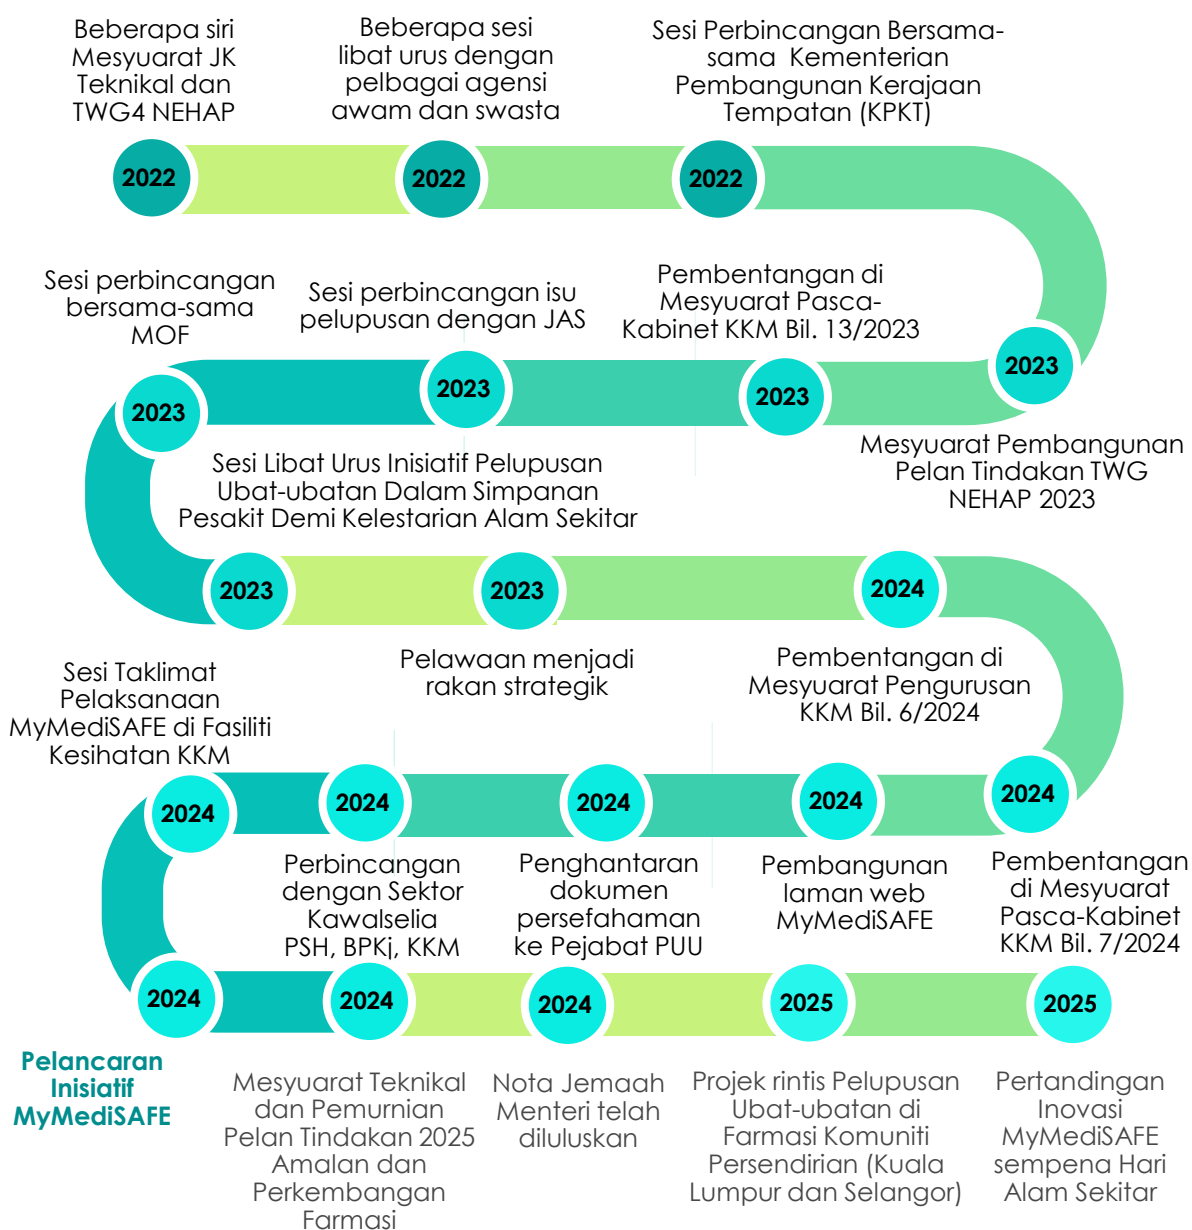 Beberapa siri
Mesyuarat JK
Teknikal dan
TWG4 NEHAP
2022
Beberapa sesi
libat urus dengan
pelbagai agensi
awam dan swasta
2022
Sesi Perbincangan Bersama-
sama Kementerian
Pembangunan Kerajaan
Tempatan (KPKT)
2022
2023
Mesyuarat Pembangunan
Pelan Tindakan TWG
NEHAP 2023
Pembentangan di
Mesyuarat Pasca-
Kabinet KKM Bil. 13/2023
2023
Sesi perbincangan isu
pelupusan dengan JAS
2023
Sesi perbincangan
bersama-sama
MOF
2023
Sesi Libat Urus Inisiatif Pelupusan
Ubat-ubatan Dalam Simpanan
Pesakit Demi Kelestarian Alam Sekitar
2023
2023
Pelawaan menjadi
rakan strategik
2024
Pembentangan di
Mesyuarat Pengurusan
KKM Bil. 6/2024
2024
Pembentangan
di Mesyuarat
Pasca-Kabinet
KKM Bil. 7/2024
2024
Pembangunan
laman web
MyMediSAFE
2024
Penghantaran
dokumen
persefahaman
ke Pejabat PUU
2024
Perbincangan
dengan Sektor
Kawalselia
PSH, BPKj, KKM
Sesi Taklimat
Pelaksanaan
MyMediSAFE di Fasiliti
Kesihatan KKM
2024
2024
Pelancaran
Inisiatif
MyMediSAFE
2024
Mesyuarat Teknikal
dan Pemurnian
Pelan Tindakan 2025
Amalan dan
Perkembangan
Farmasi
2024
Nota Jemaah
Menteri telah
diluluskan
2025
Projek rintis Pelupusan
Ubat-ubatan di
Farmasi Komuniti
Persendirian (Kuala
Lumpur dan Selangor)
2025
Pertandingan
Inovasi
MyMediSAFE
sempena Hari
Alam Sekitar